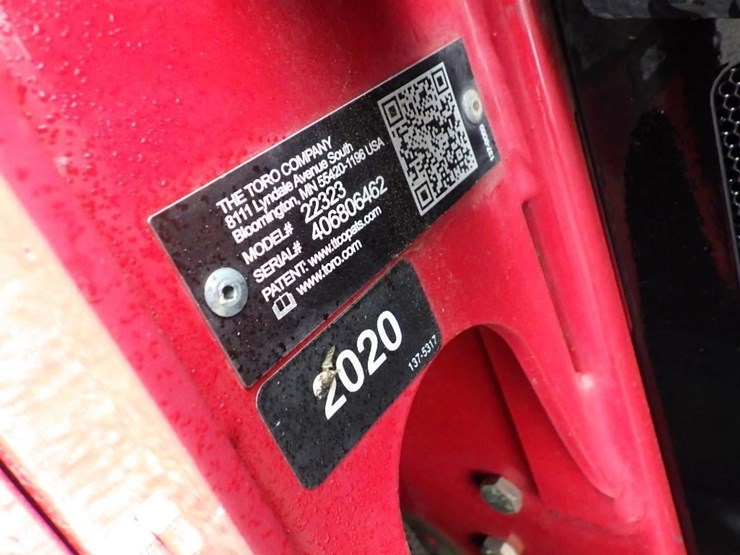 THE TORO COMPANY
8111 Lyndale Avenue South
Bloomington, MN 55420-1196 USA
MODEL# 22323
SERIAL# 406806462
PATENT: www.ttcopats.com
www.toro.com
2020
137-5317